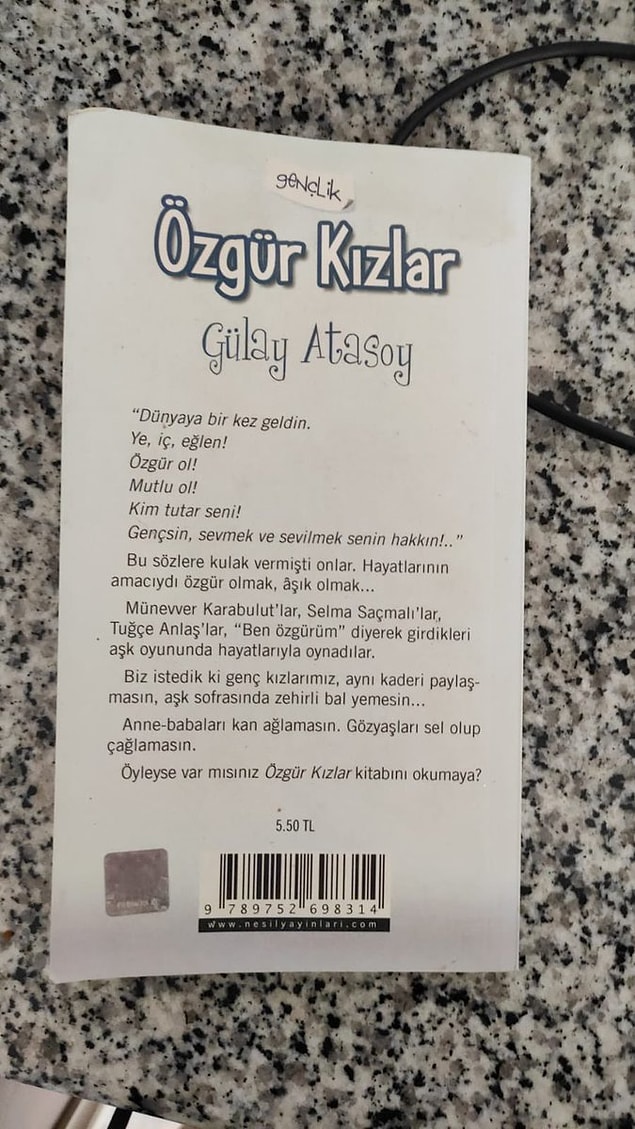 gençlik
Özgür Kızlar
Gülay Atasoy
"Dünyaya bir kez geldin.
Ye, iç, eğlen!
Özgür ol!
Mutlu ol!
Kim tutar seni!
Gençsin, sevmek ve sevilmek senin hakkın!.."
Bu sözlere kulak vermişti onlar. Hayatlarının
amacıydı özgür olmak, âşık olmak...
Münevver Karabulut'lar, Selma Saçmalı'lar,
Tuğçe Anlaş'lar, "Ben özgürüm" diyerek girdikleri
aşk oyununda hayatlarıyla oynadılar.
Biz istedik ki genç kızlarımız, aynı kaderi paylaş-
masın, aşk sofrasında zehirli bal yemesin...
Anne-babaları kan ağlamasın. Gözyaşları sel olup
çağlamasın.
Öyleyse var mısınız Özgür Kızlar kitabını okumaya?
5.50 TL
9 789752 698314
www.nesilyayinlari.com